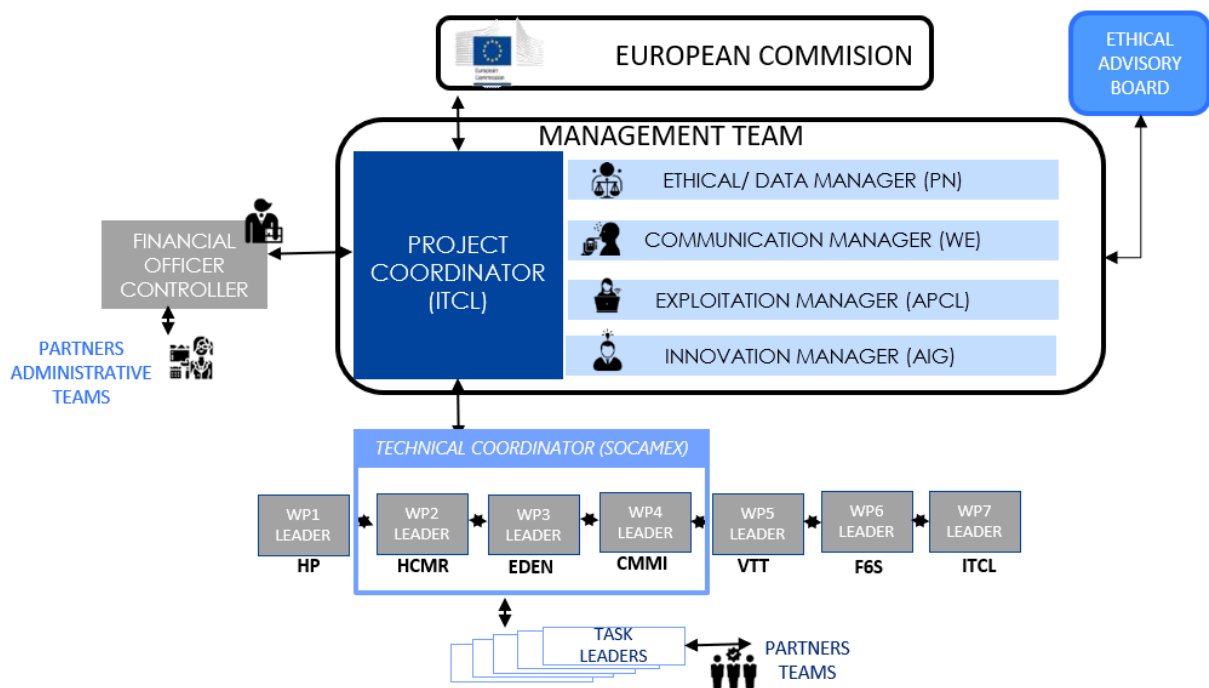 European
Commission
EUROPEAN COMMISION
ETHICAL
ADVISORY
BOARD
MANAGEMENT TEAM
PROJECT
COORDINATOR
(ITCL)
ETHICAL/ DATA MANAGER (PN)
COMMUNICATION MANAGER (WE)
EXPLOITATION MANAGER (APCL)
INNOVATION MANAGER (AIG)
FINANCIAL
OFFICER
CONTROLLER
PARTNERS
ADMINISTRATIVE
TEAMS
TECHNICAL COORDINATOR (SOCAMEX)
WP1
LEADER
HP
WP2
LEADER
HCMR
WP3
LEADER
EDEN
WP4
LEADER
CMMI
WP5
LEADER
VTT
WP6
LEADER
F6S
WP7
LEADER
ITCL
TASK
LEADERS
PARTNERS
TEAMS